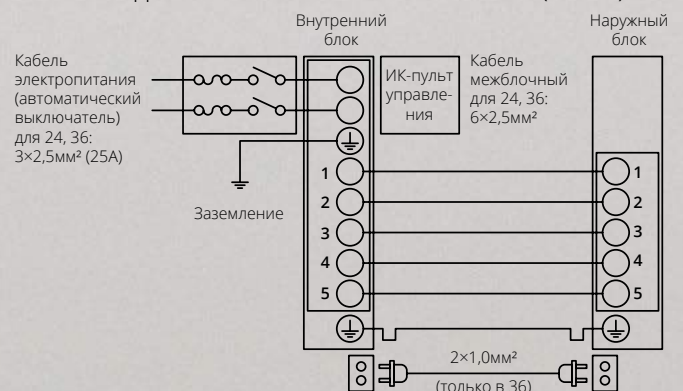 Внутренний
блок
Наружный
блок
Кабель
электропитания
(автоматический
выключатель)
для 24, 36:
3×2,5мм² (25А)
ИК-пульт
управле-
ния
Кабель
межблочный
для 24, 36:
6×2,5мм²
Заземление
1
2
3
4
5
1
2
3
4
5
2×1,0мм²
(только в 36)